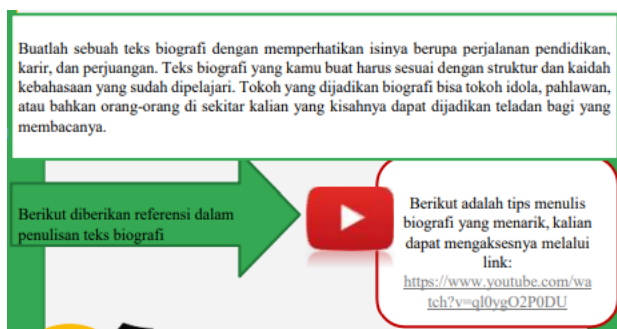 Buatlah sebuah teks biografi dengan memperhatikan isinya berupa perjalanan pendidikan,
karir, dan perjuangan. Teks biografi yang kamu buat harus sesuai dengan struktur dan kaidah
kebahasaan yang sudah dipelajari. Tokoh yang dijadikan biografi bisa tokoh idola, pahlawan,
atau bahkan orang-orang di sekitar kalian yang kisahnya dapat dijadikan teladan bagi yang
membacanya.
Berikut diberikan referensi dalam
penulisan teks biografi
Berikut adalah tips menulis
biografi yang menarik, kalian
dapat mengaksesnya melalui
link:
https://www.youtube.com/wa
tch?v=ql0ygO2P0DU